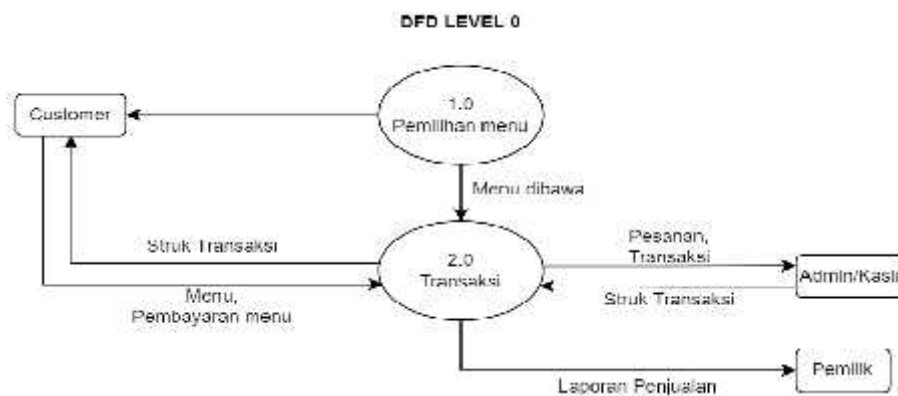 DFD LEVEL 0
1.0
Pemilihan menu
Customer
Menu dibawa
Struk Transaksi
2.0
Transaksi
Pesanan,
Transaksi
Admin/Kasir
Struk Transaksi
Menu,
Pembayaran menu
Laporan Penjualan
Pemilik